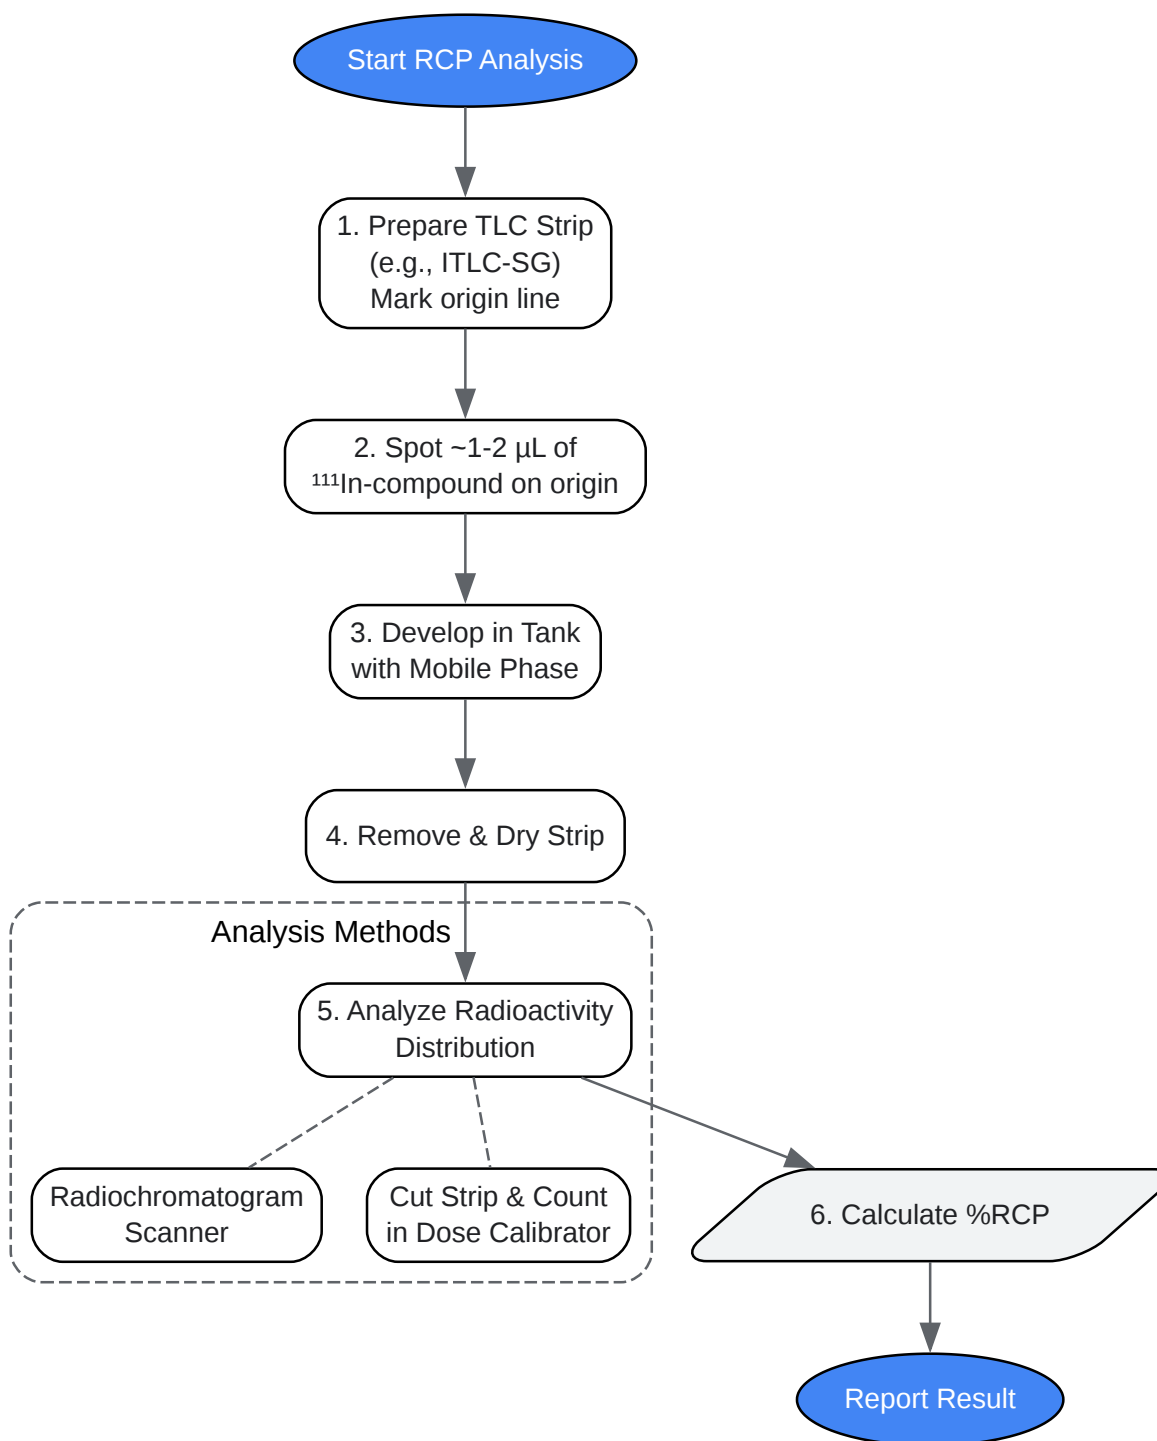 Start RCP Analysis
1. Prepare TLC Strip
(e.g., ITLC-SG)
Mark origin line
2. Spot ~1-2 µL of
¹¹¹In-compound on origin
3. Develop in Tank
with Mobile Phase
4. Remove & Dry Strip
Analysis Methods
5. Analyze Radioactivity
Distribution
Radiochromatogram
Scanner
Cut Strip & Count
in Dose Calibrator
6. Calculate %RCP
Report Result